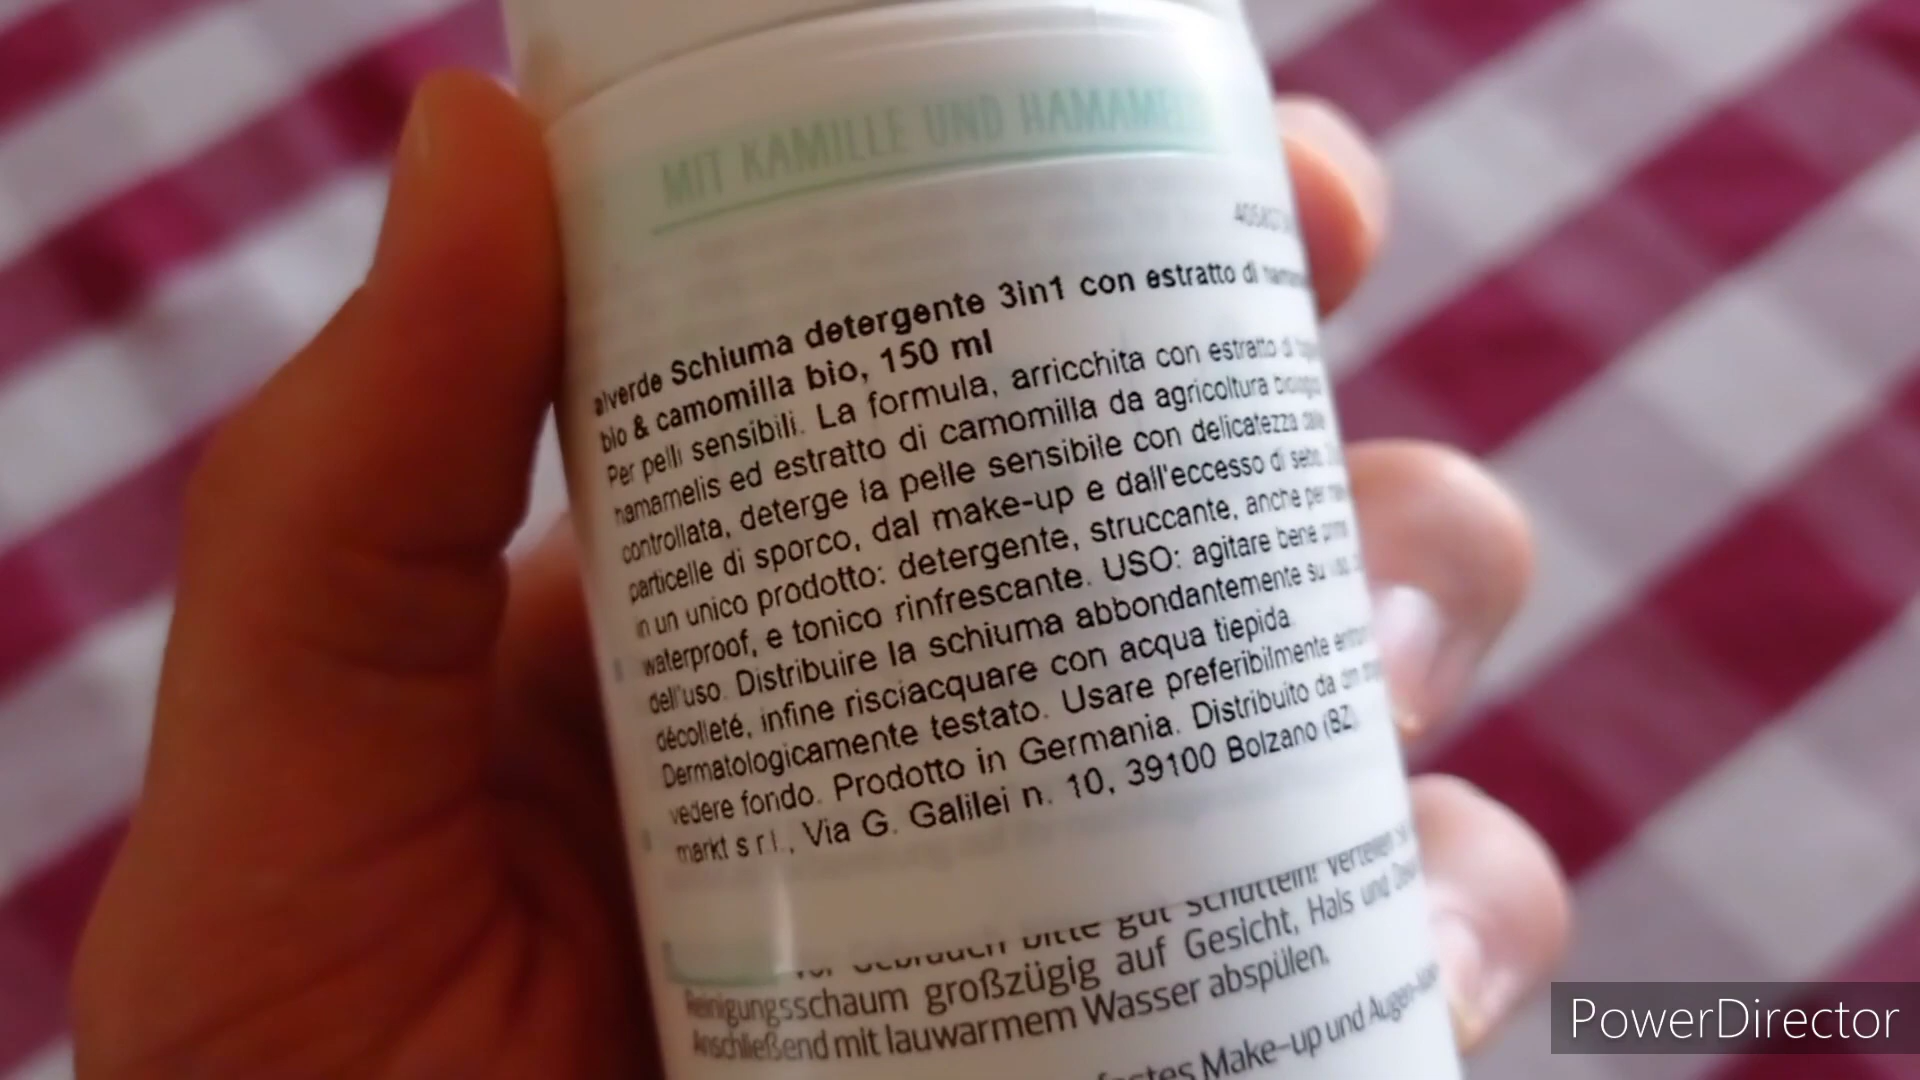 MIT KAMILLE UND HAMAMELIS
alverde Schiuma detergente 3in1 con estratto di
bio & camomilla bio, 150 ml
Per pelli sensibili. La formula, arricchita con estratto di
hamamelis ed estratto di camomilla da agricoltura biologica
controllata, deterge la pelle sensibile con delicatezza dalle
particelle di sporco, dal make-up e dall'eccesso di sebo.
in un unico prodotto: detergente, struccante, anche per
waterproof, e tonico rinfrescante. USO: agitare bene prima
dell'uso. Distribuire la schiuma abbondantemente su viso,
décolleté, infine risciacquare con acqua tiepida.
Dermatologicamente testato. Usare preferibilmente entro
vedere fondo. Prodotto in Germania. Distribuito da dm
markt s.r.l., Via G. Galilei n. 10, 39100 Bolzano (BZ)
Vor Gebrauch bitte gut schütteln! Verteilen
Reinigungsschaum großzügig auf Gesicht, Hals und
Anschließend mit lauwarmem Wasser abspülen.
Make-up und Augen-
PowerDirector